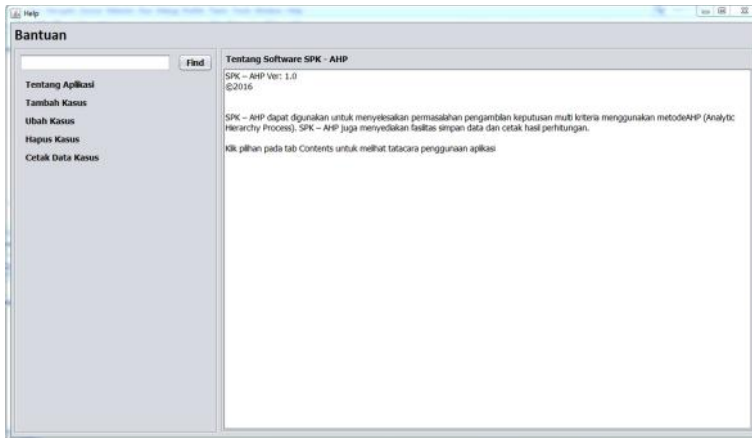 Help
Bantuan
Find
Tentang Aplikasi
Tambah Kasus
Ubah Kasus
Hapus Kasus
Cetak Data Kasus
Tentang Software SPK - AHP
SPK – AHP Ver: 1.0
©2016
SPK – AHP dapat digunakan untuk menyelesaikan permasalahan pengambilan keputusan multi kriteria menggunakan metodeAHP (Analytic
Hierarchy Process). SPK – AHP juga menyediakan fasilitas simpan data dan cetak hasil perhitungan.
Klik pilihan pada tab Contents untuk melihat tatacara penggunaan aplikasi